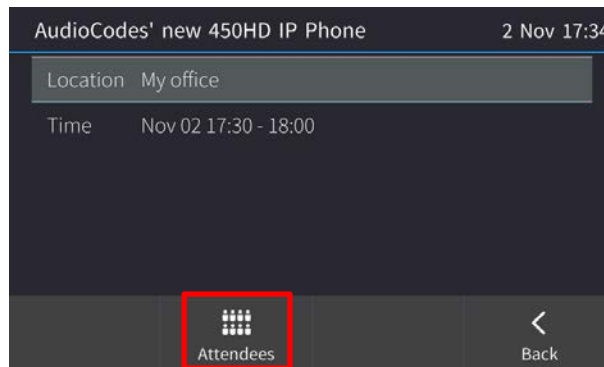 AudioCodes' new 450HD IP Phone 2 Nov 17:34
Location My office
Time Nov 02 17:30 - 18:00
Attendees Back